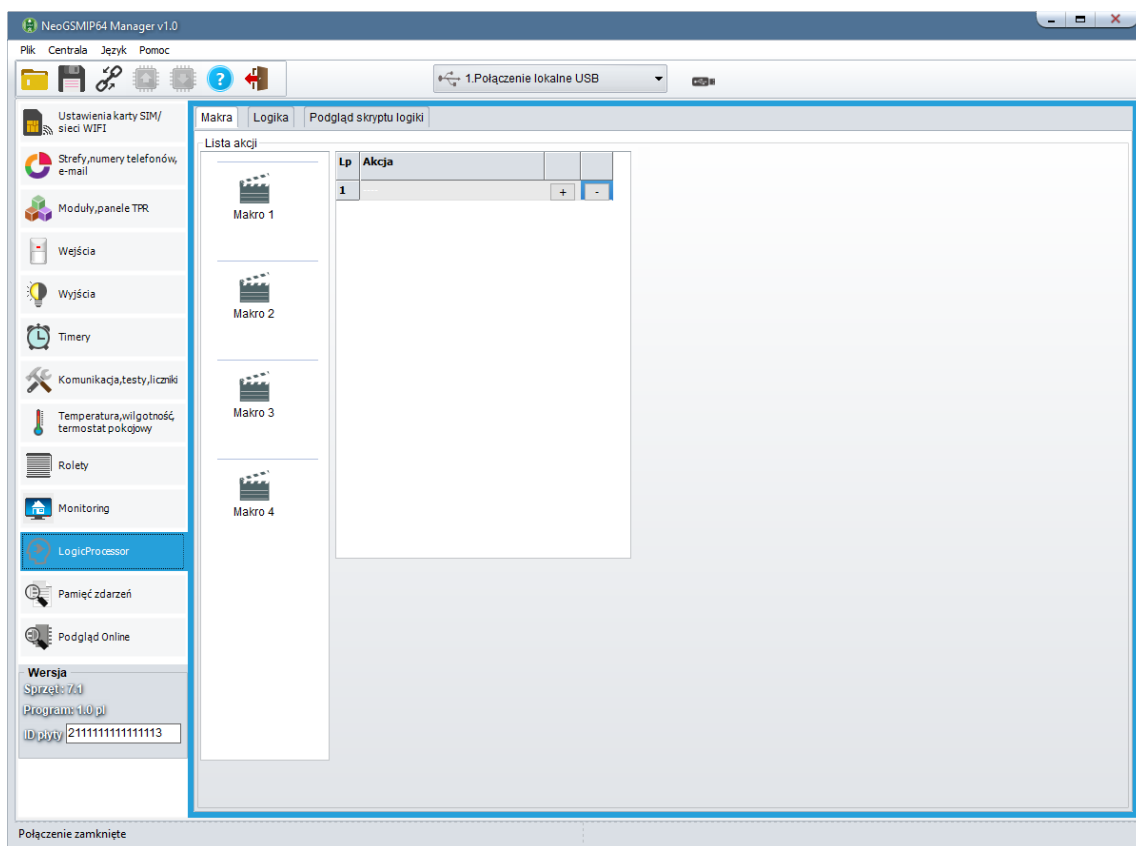 NeoGSMIP64 Manager v1.0
Plik Centrala Język Pomoc
1.Połączenie lokalne USB
Ustawienia karty SIM/
sieci WIFI
Strefy,numery telefonów,
e-mail
Moduły,panele TPR
Wejścia
Wyjścia
Timery
Komunikacja,testy,liczniki
Temperatura,wilgotność,
termostat pokojowy
Rolety
Monitoring
LogicProcessor
Pamięć zdarzeń
Podgląd Online
Wersja
Sprzęt: 7.1
Program: 1.0 pl
ID płyty 2111111111111113
Makra Logika Podgląd skryptu logiki
Lista akcji
Makro 1
Makro 2
Makro 3
Makro 4
Lp Akcja
1 ---- + -
Połączenie zamknięte